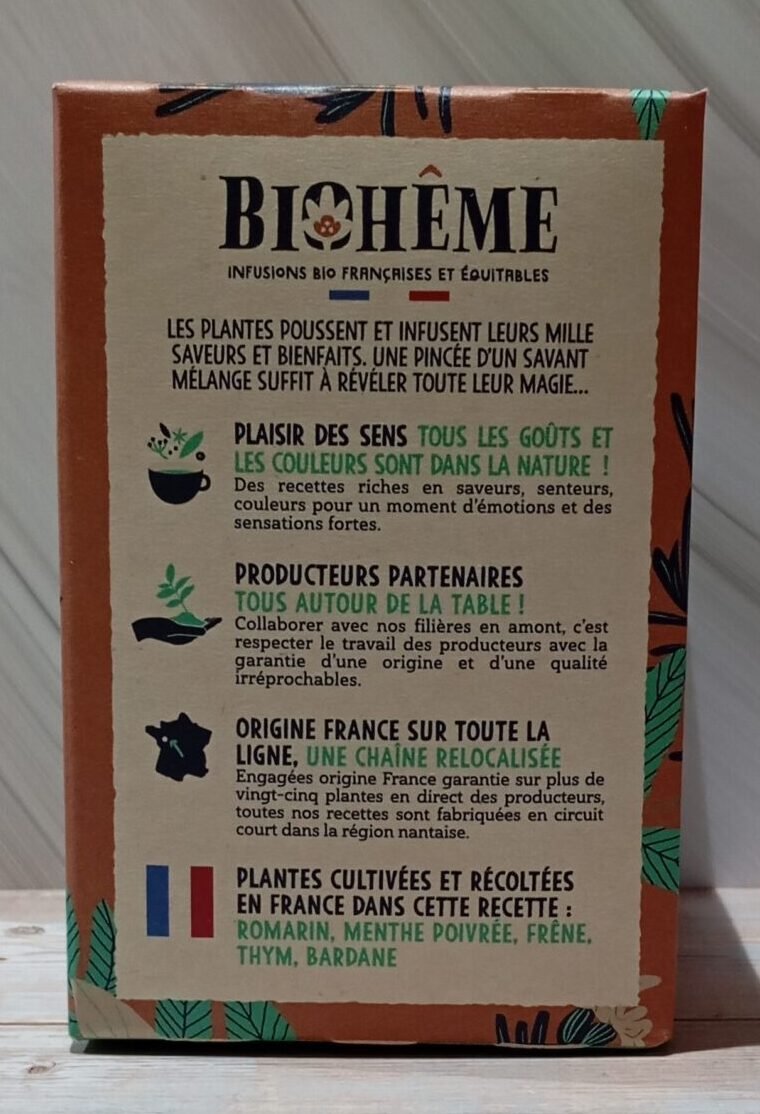 BIOHÊME
INFUSIONS BIO FRANÇAISES ET ÉQUITABLES
LES PLANTES POUSSENT ET INFUSENT LEURS MILLE
SAVEURS ET BIENFAITS. UNE PINCÉE D'UN SAVANT
MÉLANGE SUFFIT À RÉVÉLER TOUTE LEUR MAGIE...
PLAISIR DES SENS TOUS LES GOÛTS ET
LES COULEURS SONT DANS LA NATURE !
Des recettes riches en saveurs, senteurs,
couleurs pour un moment d'émotions et des
sensations fortes.
PRODUCTEURS PARTENAIRES
TOUS AUTOUR DE LA TABLE !
Collaborer avec nos filières en amont, c'est
respecter le travail des producteurs avec la
garantie d'une origine et d'une qualité
irréprochables.
ORIGINE FRANCE SUR TOUTE LA
LIGNE, UNE CHAÎNE RELOCALISÉE
Engagées origine France garantie sur plus de
vingt-cinq plantes en direct des producteurs,
toutes nos recettes sont fabriquées en circuit
court dans la région nantaise.
PLANTES CULTIVÉES ET RÉCOLTÉES
EN FRANCE DANS CETTE RECETTE :
ROMARIN, MENTHE POIVRÉE, FRÊNE,
THYM, BARDANE